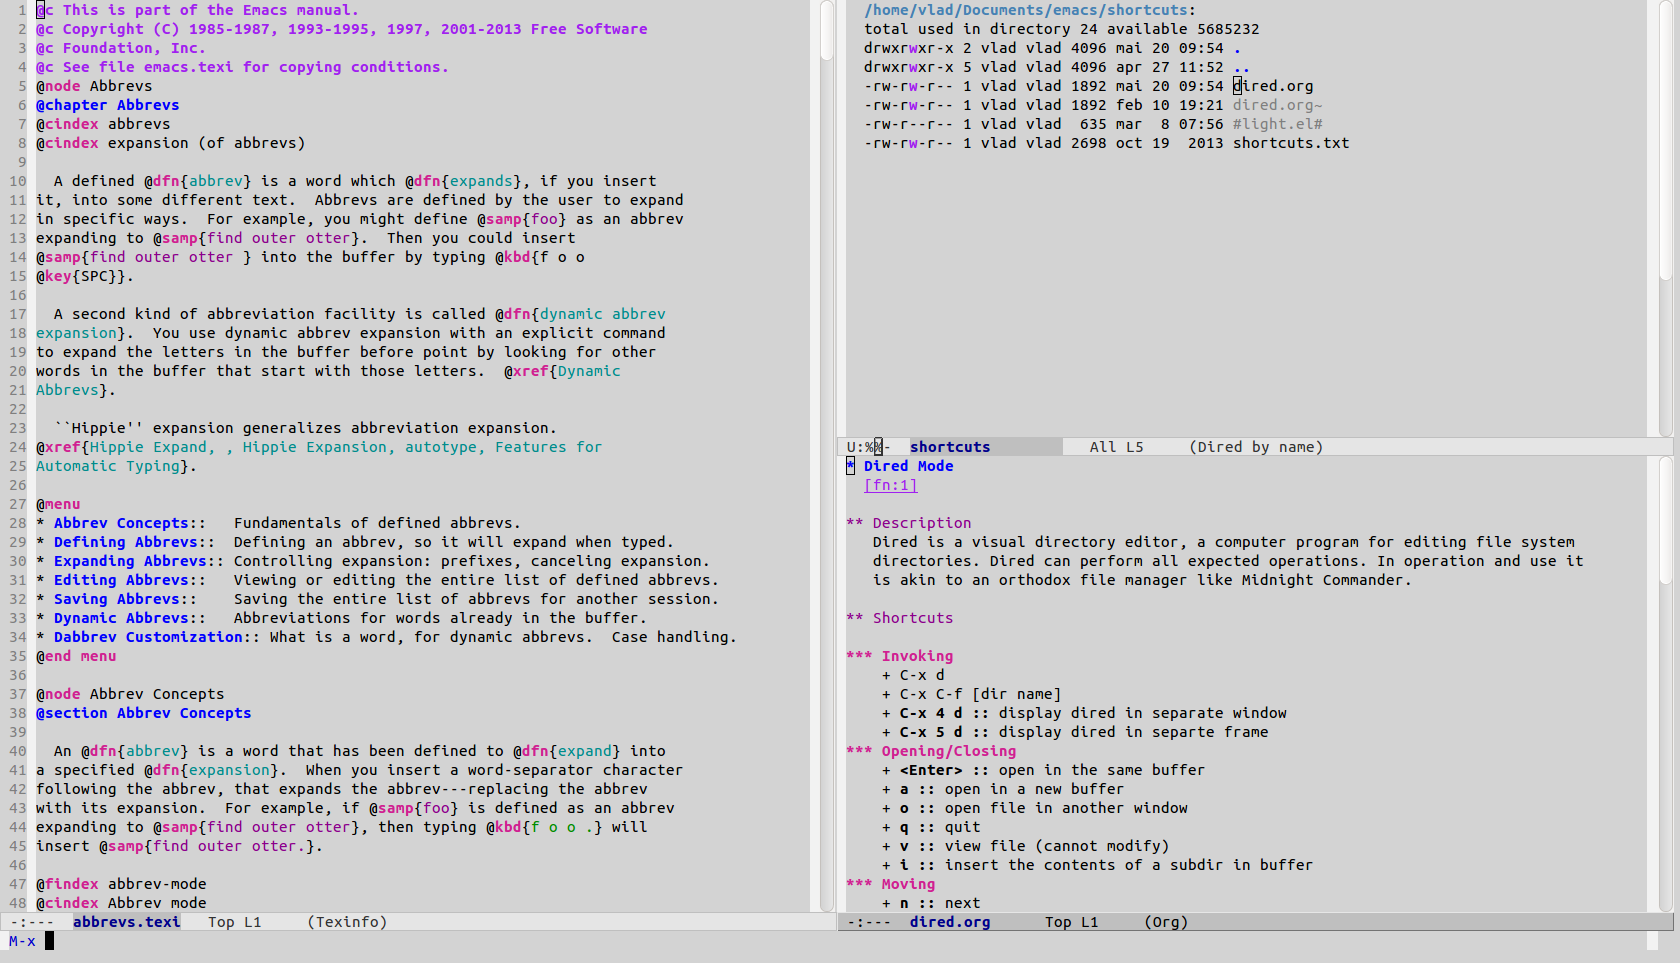 1 @c This is part of the Emacs manual.
2 @c Copyright (C) 1985-1987, 1993-1995, 1997, 2001-2013 Free Software
3 @c Foundation, Inc.
4 @c See file emacs.texi for copying conditions.
5 @node Abbrevs
6 @chapter Abbrevs
7 @cindex abbrevs
8 @cindex expansion (of abbrevs)
9
10   A defined @dfn{abbrev} is a word which @dfn{expands}, if you insert
11 it, into some different text.  Abbrevs are defined by the user to expand
12 in specific ways.  For example, you might define @samp{foo} as an abbrev
13 expanding to @samp{find outer otter}.  Then you could insert
14 @samp{find outer otter } into the buffer by typing @kbd{f o o
15 @key{SPC}}.
16
17   A second kind of abbreviation facility is called @dfn{dynamic abbrev
18 expansion}.  You use dynamic abbrev expansion with an explicit command
19 to expand the letters in the buffer before point by looking for other
20 words in the buffer that start with those letters.  @xref{Dynamic
21 Abbrevs}.
22
23   ``Hippie'' expansion generalizes abbreviation expansion.
24 @xref{Hippie Expand, , Hippie Expansion, autotype, Features for
25 Automatic Typing}.
26
27 @menu
28 * Abbrev Concepts::   Fundamentals of defined abbrevs.
29 * Defining Abbrevs::  Defining an abbrev, so it will expand when typed.
30 * Expanding Abbrevs:: Controlling expansion: prefixes, canceling expansion.
31 * Editing Abbrevs::   Viewing or editing the entire list of defined abbrevs.
32 * Saving Abbrevs::    Saving the entire list of abbrevs for another session.
33 * Dynamic Abbrevs::   Abbreviations for words already in the buffer.
34 * Dabbrev Customization:: What is a word, for dynamic abbrevs.  Case handling.
35 @end menu
36
37 @node Abbrev Concepts
38 @section Abbrev Concepts
39
40   An @dfn{abbrev} is a word that has been defined to @dfn{expand} into
41 a specified @dfn{expansion}.  When you insert a word-separator character
42 following the abbrev, that expands the abbrev---replacing the abbrev
43 with its expansion.  For example, if @samp{foo} is defined as an abbrev
44 expanding to @samp{find outer otter}, then typing @kbd{f o o .} will
45 insert @samp{find outer otter.}.
46
47 @findex abbrev-mode
48 @cindex Abbrev mode
-:---  abbrevs.texi   Top L1     (Texinfo)
/home/vlad/Documents/emacs/shortcuts:
total used in directory 24 available 5685232
drwxrwxr-x 2 vlad vlad 4096 mai 20 09:54 .
drwxrwxr-x 5 vlad vlad 4096 apr 27 11:52 ..
-rw-rw-r-- 1 vlad vlad 1892 mai 20 09:54 dired.org
-rw-rw-r-- 1 vlad vlad 1892 feb 10 19:21 dired.org~
-rw-r--r-- 1 vlad vlad  635 mar  8 07:56 #light.el#
-rw-rw-r-- 1 vlad vlad 2698 oct 19  2013 shortcuts.txt
U:%%-  shortcuts           All L5     (Dired by name)
* Dired Mode
[fn:1]
** Description
Dired is a visual directory editor, a computer program for editing file system
directories. Dired can perform all expected operations. In operation and use it
is akin to an orthodox file manager like Midnight Commander.
** Shortcuts
*** Invoking
+ C-x d
+ C-x C-f [dir name]
+ C-x 4 d :: display dired in separate window
+ C-x 5 d :: display dired in separte frame
*** Opening/Closing
+ <Enter> :: open in the same buffer
+ a :: open in a new buffer
+ o :: open file in another window
+ q :: quit
+ v :: view file (cannot modify)
+ i :: insert the contents of a subdir in buffer
*** Moving
+ n :: next
-:---  dired.org      Top L1     (Org)
M-x